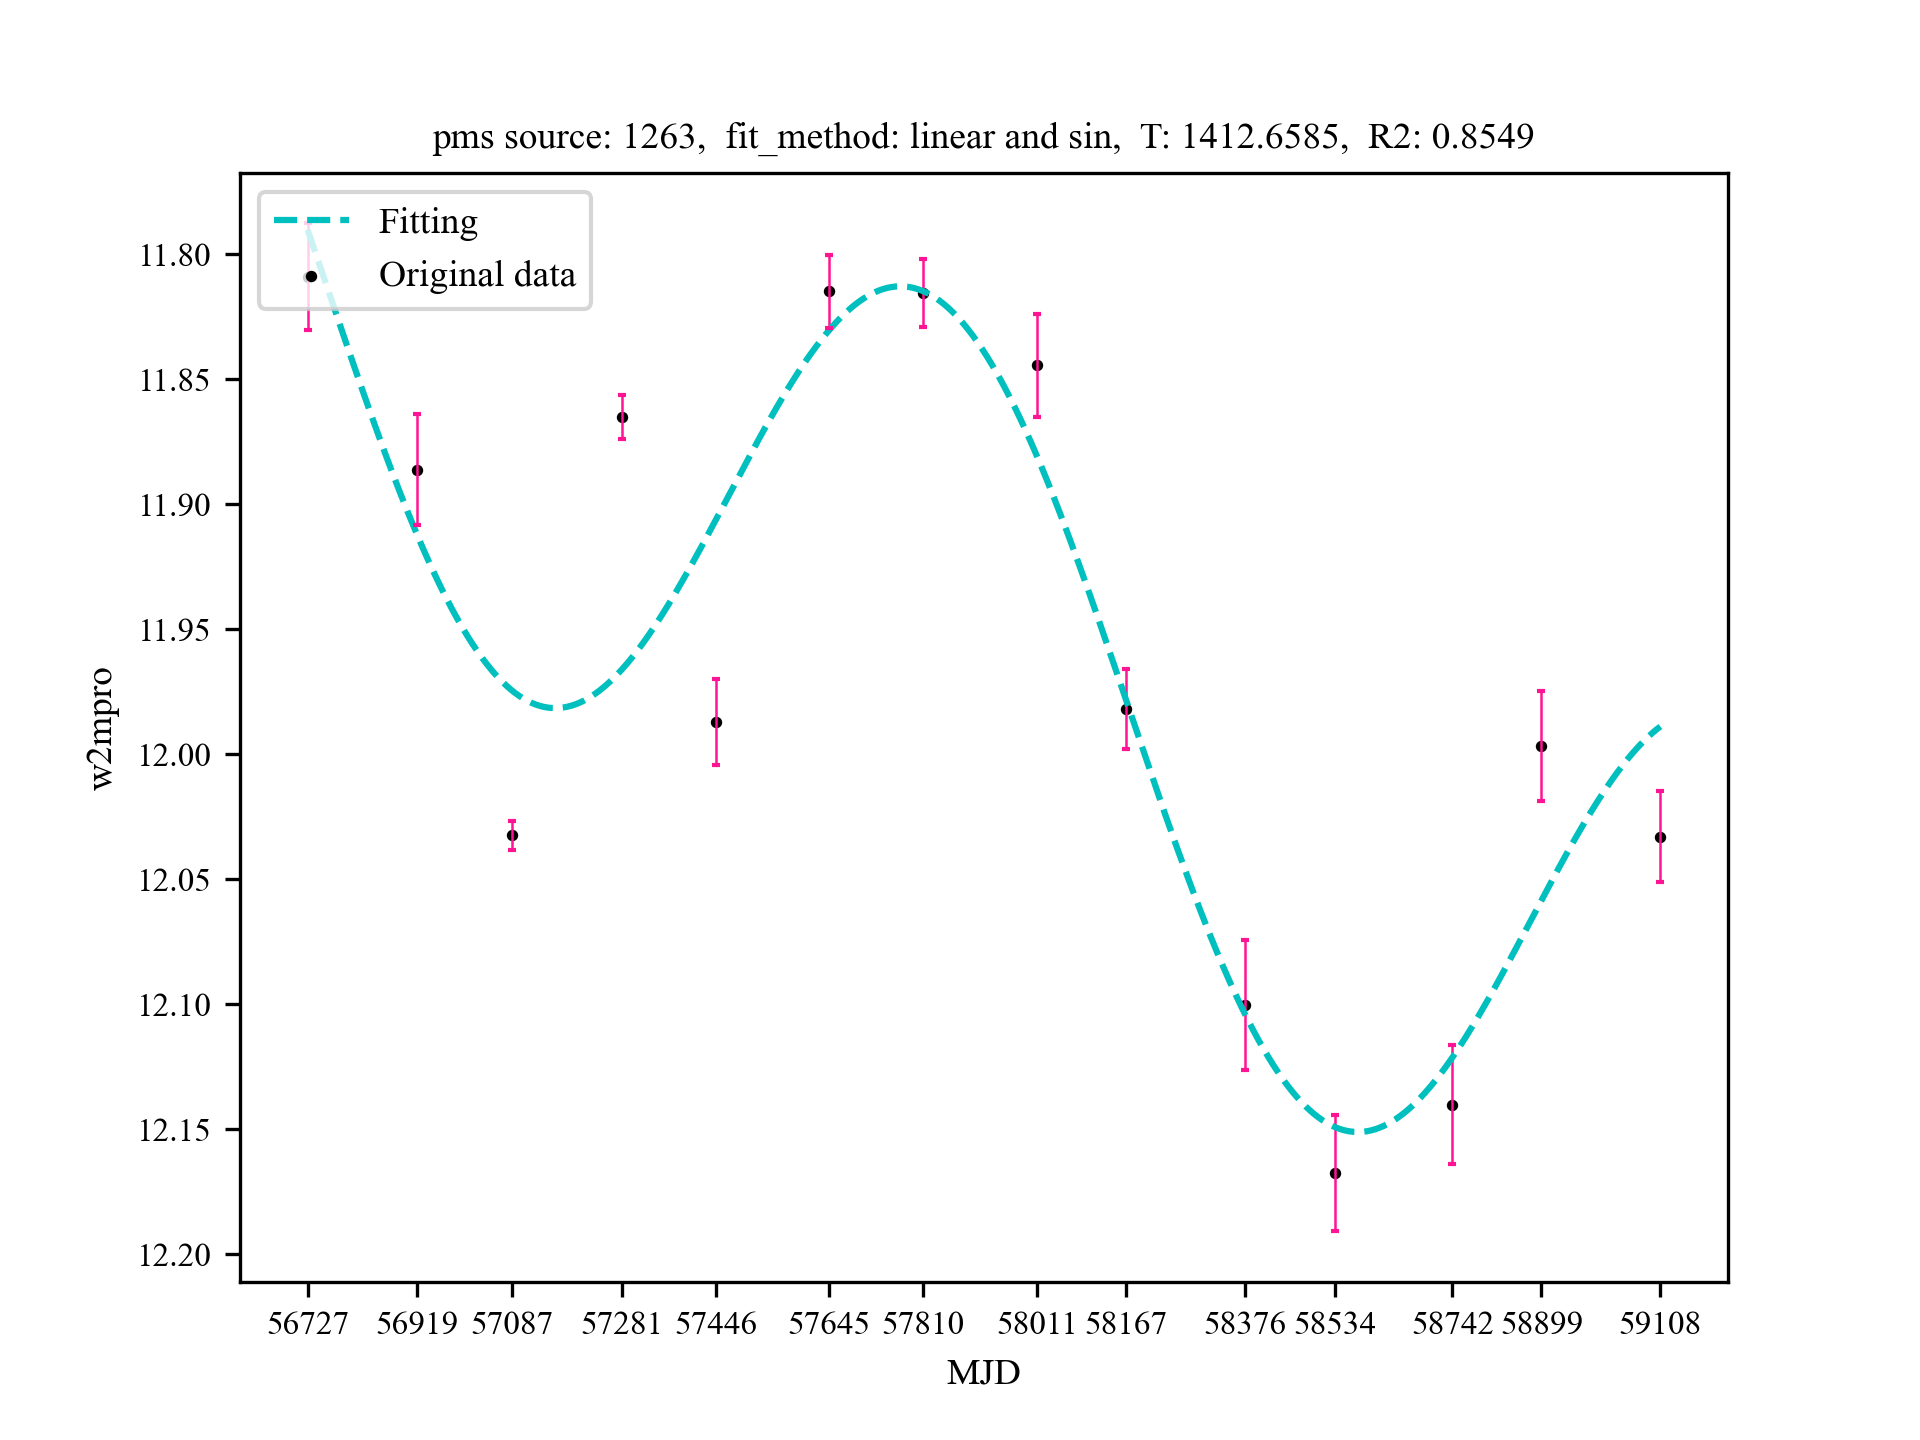 pms source: 1263, fit_method: linear and sin, T: 1412.6585, R2: 0.8549
Fitting
Original data
11.80
11.85
11.90
11.95
12.00
12.05
12.10
12.15
12.20
w2mpro
56727 56919 57087 57281 57446 57645 57810 58011 58167 58376 58534 58742 58899 59108
MJD